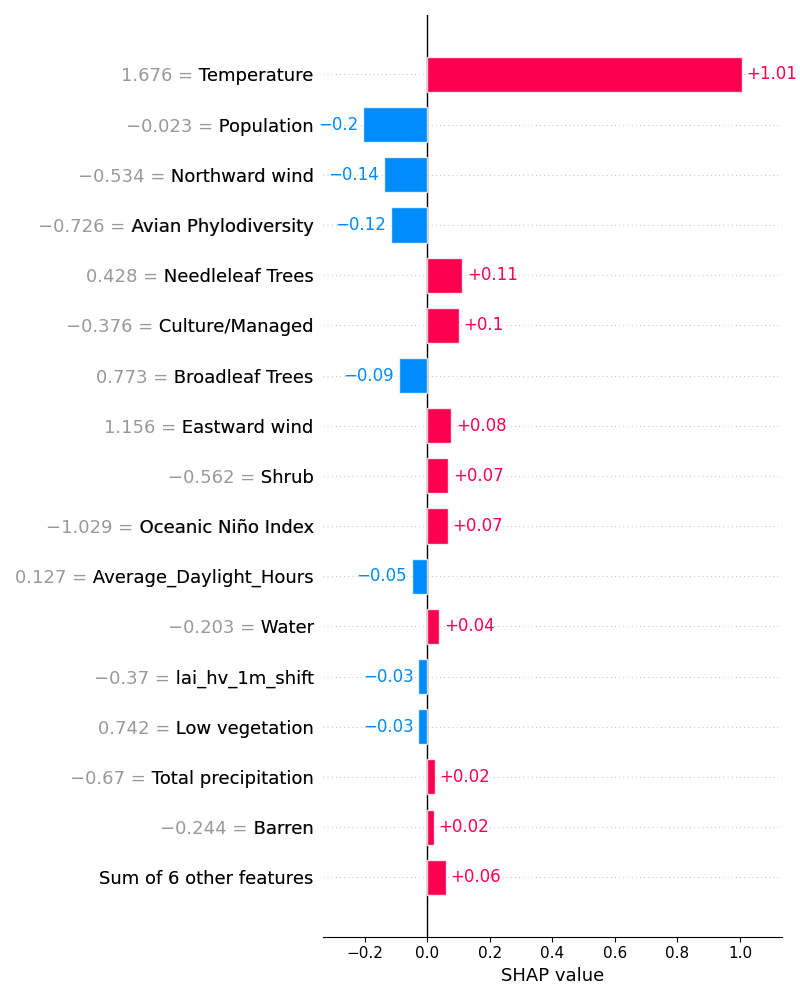 1.676 = Temperature +1.01
−0.023 = Population −0.2
−0.534 = Northward wind −0.14
−0.726 = Avian Phylodiversity −0.12
0.428 = Needleleaf Trees +0.11
−0.376 = Culture/Managed +0.1
0.773 = Broadleaf Trees −0.09
1.156 = Eastward wind +0.08
−0.562 = Shrub +0.07
−1.029 = Oceanic Niño Index +0.07
0.127 = Average_Daylight_Hours −0.05
−0.203 = Water +0.04
−0.37 = lai_hv_1m_shift −0.03
0.742 = Low vegetation −0.03
−0.67 = Total precipitation +0.02
−0.244 = Barren +0.02
Sum of 6 other features +0.06
−0.2 0.0 0.2 0.4 0.6 0.8 1.0
SHAP value